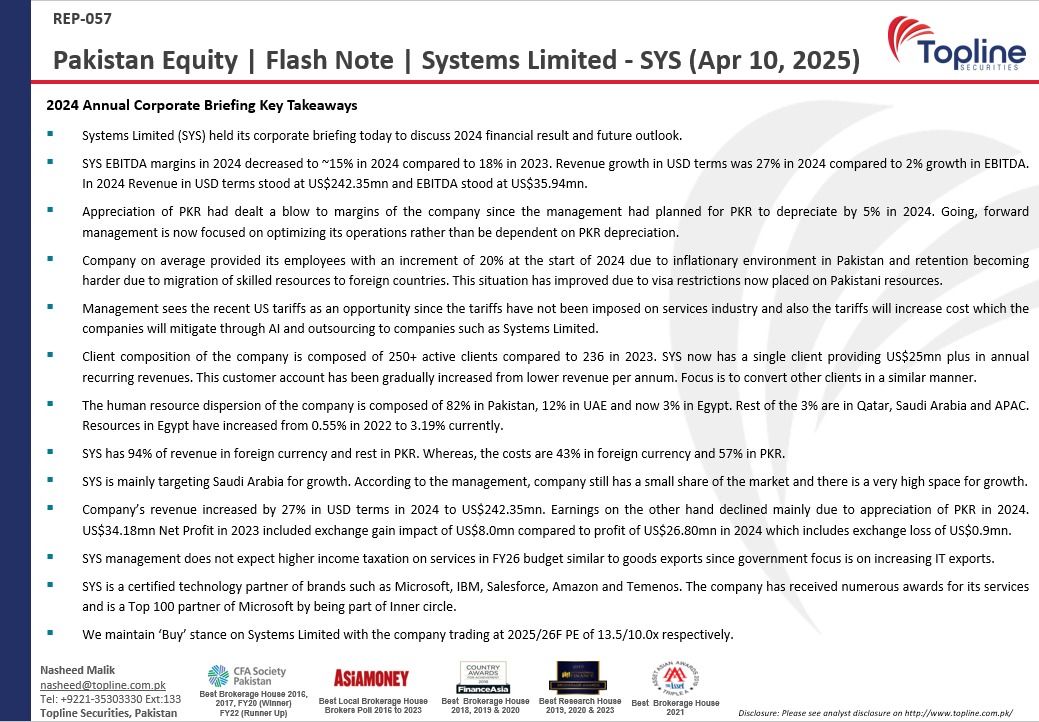 REP-057
Pakistan Equity | Flash Note | Systems Limited - SYS (Apr 10, 2025)
Topline
SECURITIES
2024 Annual Corporate Briefing Key Takeaways
Systems Limited (SYS) held its corporate briefing today to discuss 2024 financial result and future outlook.
SYS EBITDA margins in 2024 decreased to ~15% in 2024 compared to 18% in 2023. Revenue growth in USD terms was 27% in 2024 compared to 2% growth in EBITDA.
In 2024 Revenue in USD terms stood at US$242.35mn and EBITDA stood at US$35.94mn.
Appreciation of PKR had dealt a blow to margins of the company since the management had planned for PKR to depreciate by 5% in 2024. Going, forward
management is now focused on optimizing its operations rather than be dependent on PKR depreciation.
Company on average provided its employees with an increment of 20% at the start of 2024 due to inflationary environment in Pakistan and retention becoming
harder due to migration of skilled resources to foreign countries. This situation has improved due to visa restrictions now placed on Pakistani resources.
Management sees the recent US tariffs as an opportunity since the tariffs have not been imposed on services industry and also the tariffs will increase cost which the
companies will mitigate through AI and outsourcing to companies such as Systems Limited.
Client composition of the company is composed of 250+ active clients compared to 236 in 2023. SYS now has a single client providing US$25mn plus in annual
recurring revenues. This customer account has been gradually increased from lower revenue per annum. Focus is to convert other clients in a similar manner.
The human resource dispersion of the company is composed of 82% in Pakistan, 12% in UAE and now 3% in Egypt. Rest of the 3% are in Qatar, Saudi Arabia and APAC.
Resources in Egypt have increased from 0.55% in 2022 to 3.19% currently.
SYS has 94% of revenue in foreign currency and rest in PKR. Whereas, the costs are 43% in foreign currency and 57% in PKR.
SYS is mainly targeting Saudi Arabia for growth. According to the management, company still has a small share of the market and there is a very high space for growth.
Company's revenue increased by 27% in USD terms in 2024 to US$242.35mn. Earnings on the other hand declined mainly due to appreciation of PKR in 2024.
US$34.18mn Net Profit in 2023 included exchange gain impact of US$8.0mn compared to profit of US$26.80mn in 2024 which includes exchange loss of US$0.9mn.
SYS management does not expect higher income taxation on services in FY26 budget similar to goods exports since government focus is on increasing IT exports.
SYS is a certified technology partner of brands such as Microsoft, IBM, Salesforce, Amazon and Temenos. The company has received numerous awards for its services
and is a Top 100 partner of Microsoft by being part of Inner circle.
We maintain ‘Buy’ stance on Systems Limited with the company trading at 2025/26F PE of 13.5/10.0x respectively.
Nasheed Malik
nasheed@topline.com.pk
Tel: +9221-35303330 Ext:133
Topline Securities, Pakistan
CFA Society
Pakistan
Best Brokerage House 2016,
2017, FY20 (Winner)
FY22 (Runner Up)
ASIAMONEY
Best Local Brokerage House
Brokers Poll 2016 to 2023
COUNTRY
AWARDS
FinanceAsia
Best Brokerage House
2018, 2019 & 2020
Best Research House
2019, 2020 & 2023
Best Brokerage House
2021
Disclosure: Please see analyst disclosure on http://www.topline.com.pk/